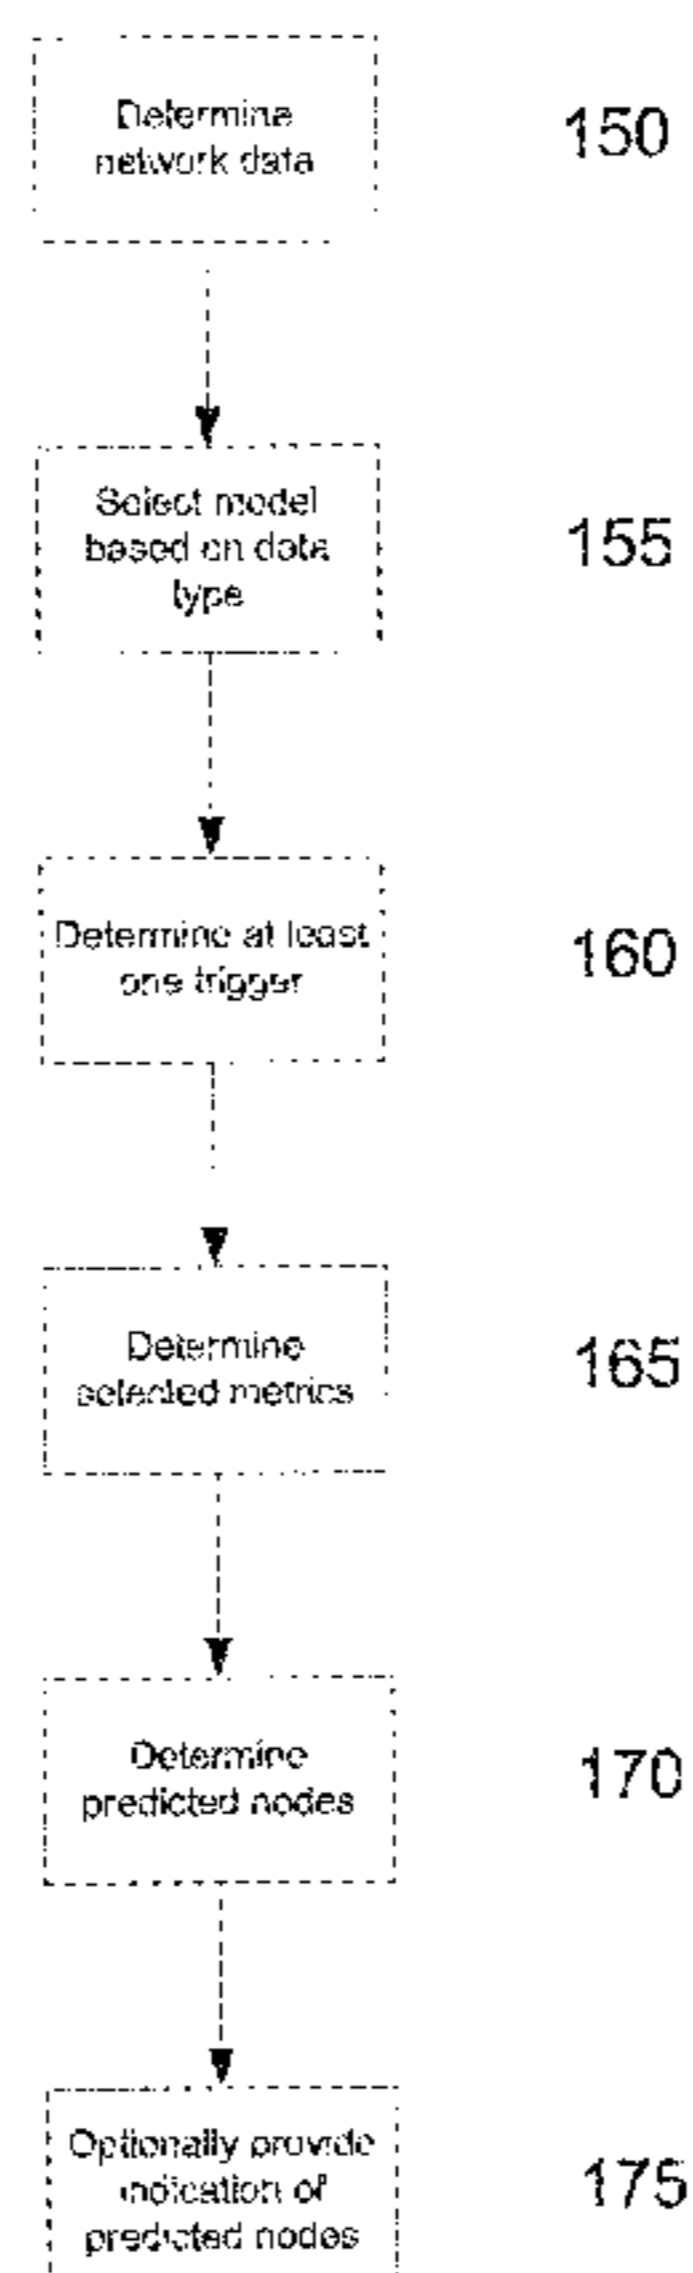 Determine
network data
150
Select model
based on data
type
155
Determine at least
one trigger
160
Determine
selected metrics
165
Determine
predicted nodes
170
Optionally provide
indication of
predicted nodes
175